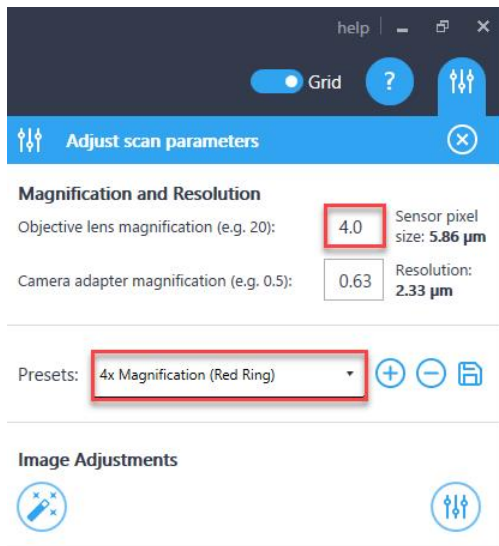 help
Grid
?
Adjust scan parameters
Magnification and Resolution
Objective lens magnification (e.g. 20):
4.0
Sensor pixel
size: 5.86 µm
Camera adapter magnification (e.g. 0.5):
0.63
Resolution:
2.33 µm
Presets:
4x Magnification (Red Ring)
Image Adjustments